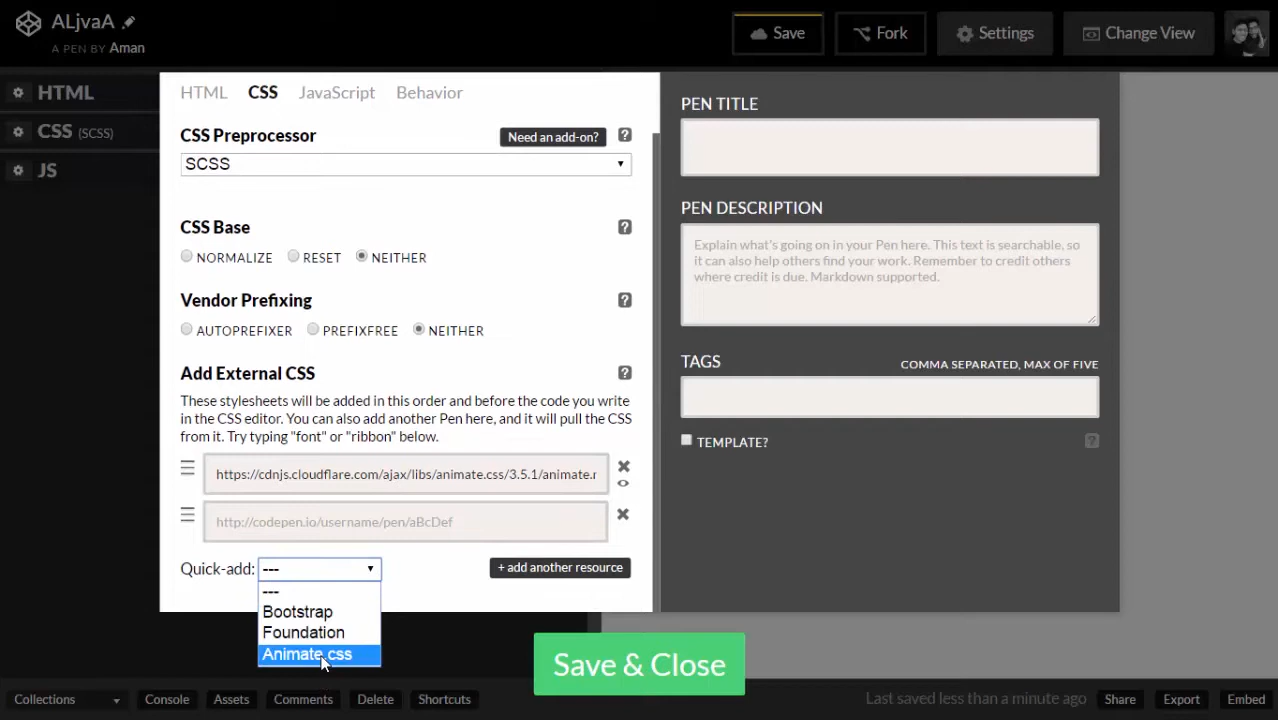 ALjvaA
A PEN BY Aman
Save
Fork
Settings
Change View
HTML
CSS (SCSS)
JS
HTML CSS JavaScript Behavior
CSS Preprocessor
Need an add-on?
?
SCSS
CSS Base
?
NORMALIZE RESET NEITHER
Vendor Prefixing
?
AUTOPREFIXER PREFIXFREE NEITHER
Add External CSS
?
These stylesheets will be added in this order and before the code you write
in the CSS editor. You can also add another Pen here, and it will pull the CSS
from it. Try typing "font" or "ribbon" below.
https://cdnjs.cloudflare.com/ajax/libs/animate.css/3.5.1/animate.r
http://codepen.io/username/pen/aBcDef
Quick-add: ---
+ add another resource
---
Bootstrap
Foundation
Animate.css
PEN TITLE
PEN DESCRIPTION
Explain what's going on in your Pen here. This text is searchable, so
it can also help others find your work. Remember to credit others
where credit is due. Markdown supported.
TAGS
COMMA SEPARATED, MAX OF FIVE
TEMPLATE?
?
Save & Close
Collections
Console
Assets
Comments
Delete
Shortcuts
Last saved less than a minute ago
Share
Export
Embed